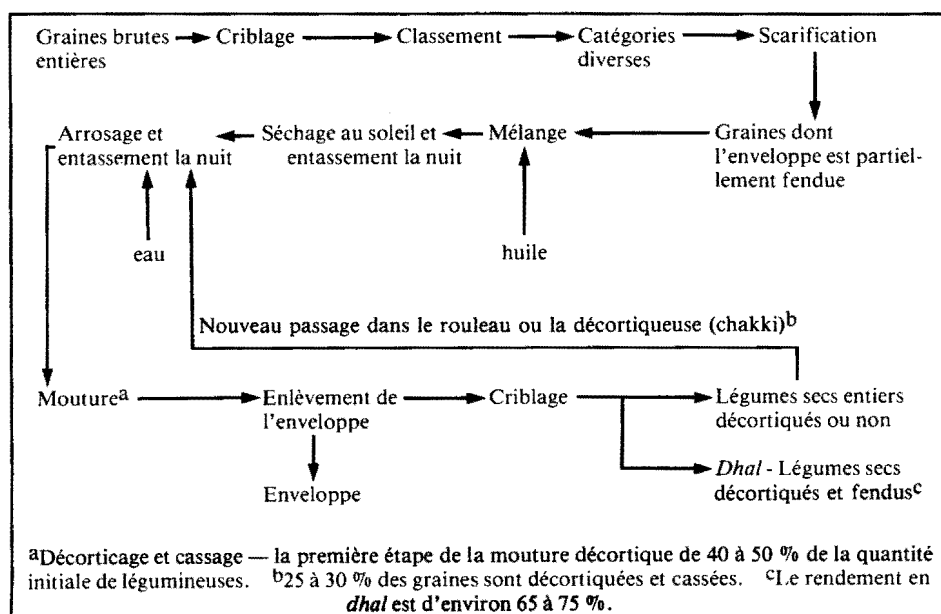 Graines brutes entières
Criblage
Classement
Catégories diverses
Scarification
Arrosage et entassement la nuit
Séchage au soleil et entassement la nuit
Mélange
Graines dont l'enveloppe est partiel-
lement fendue
eau
huile
Nouveau passage dans le rouleau ou la décortiqueuse (chakki)b
Mouturea
Enlèvement de l'enveloppe
Criblage
Légumes secs entiers décortiqués ou non
Enveloppe
Dhal - Légumes secs décortiqués et fendusc
aDécorticage et cassage — la première étape de la mouture décortique de 40 à 50 % de la quantité
initiale de légumineuses. b25 à 30 % des graines sont décortiquées et cassées. cLe rendement en
dhal est d'environ 65 à 75 %.